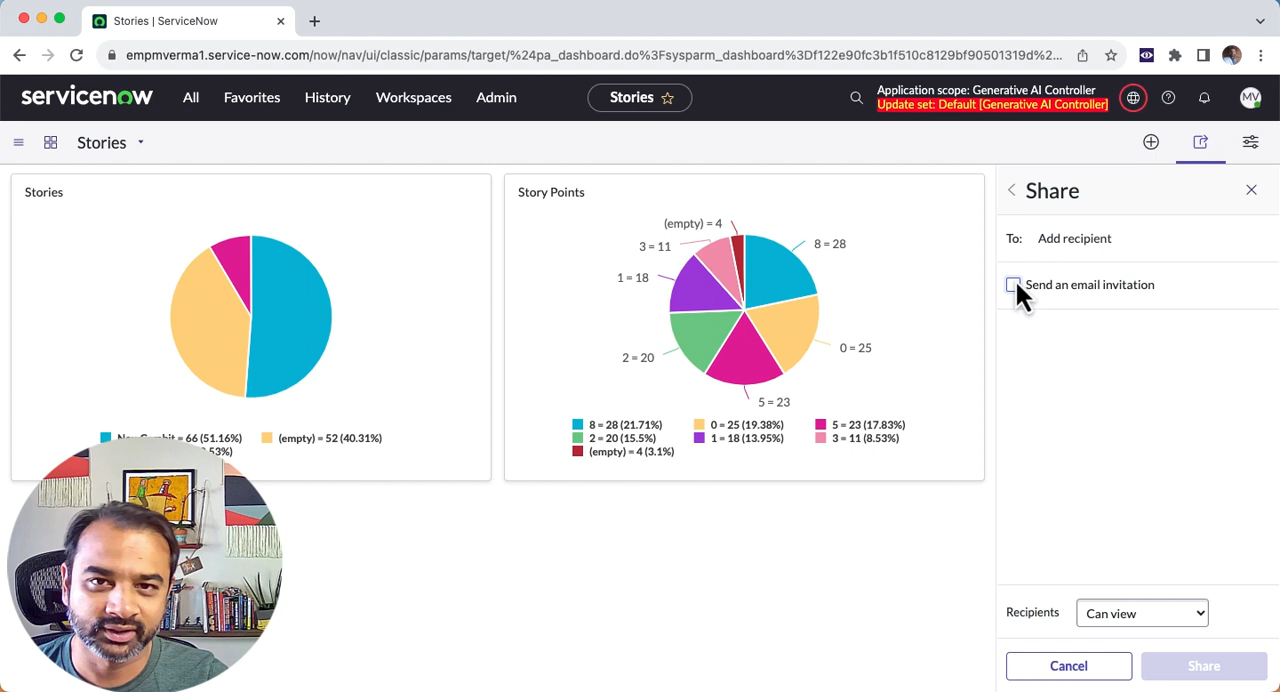 Stories | ServiceNow
empmverma1.service-now.com/now/nav/ui/classic/params/target/%24pa_dashboard.do%3Fsysparm_dashboard%3Df122e90fc3b1f510c8129bf90501319d%2...
servicenow All Favorites History Workspaces Admin Stories
Application scope: Generative AI Controller
Update set: Default [Generative AI Controller]
MV
Stories
Stories
(empty) = 52 (40.31%)
= 66 (51.16%)
.53%)
Story Points
(empty) = 4
3 = 11
8 = 28
1 = 18
0 = 25
2 = 20
5 = 23
8 = 28 (21.71%) 0 = 25 (19.38%) 5 = 23 (17.83%)
2 = 20 (15.5%) 1 = 18 (13.95%) 3 = 11 (8.53%)
(empty) = 4 (3.1%)
Share
To: Add recipient
Send an email invitation
Recipients Can view
Cancel Share